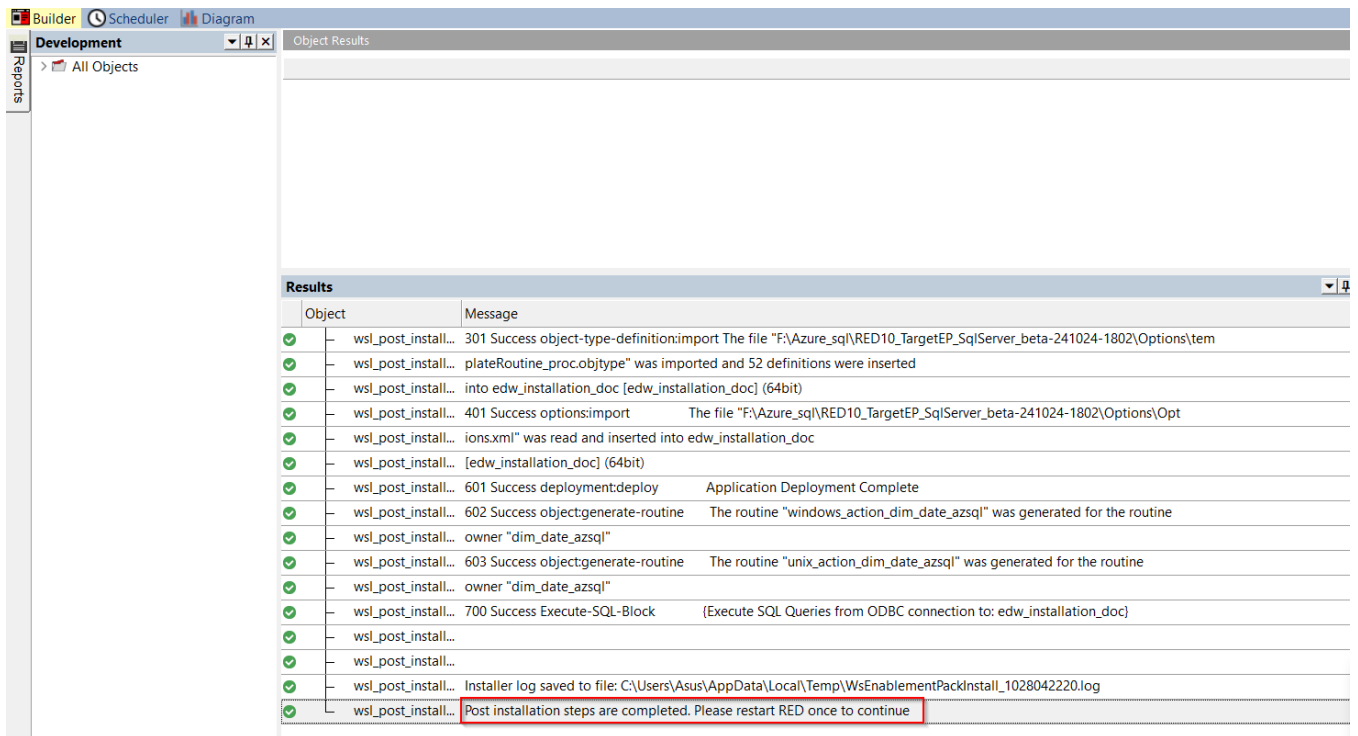 Builder Scheduler Diagram
Development Object Results
Reports
All Objects
Results
Object Message
wsl_post_install... 301 Success object-type-definition:import The file "F:\Azure_sql\RED10_TargetEP_SqlServer_beta-241024-1802\Options\tem
wsl_post_install... plateRoutine_proc.objtype" was imported and 52 definitions were inserted
wsl_post_install... into edw_installation_doc [edw_installation_doc] (64bit)
wsl_post_install... 401 Success options:import The file "F:\Azure_sql\RED10_TargetEP_SqlServer_beta-241024-1802\Options\Opt
wsl_post_install... ions.xml" was read and inserted into edw_installation_doc
wsl_post_install... [edw_installation_doc] (64bit)
wsl_post_install... 601 Success deployment:deploy Application Deployment Complete
wsl_post_install... 602 Success object:generate-routine The routine "windows_action_dim_date_azsql" was generated for the routine
wsl_post_install... owner "dim_date_azsql"
wsl_post_install... 603 Success object:generate-routine The routine "unix_action_dim_date_azsql" was generated for the routine
wsl_post_install... owner "dim_date_azsql"
wsl_post_install... 700 Success Execute-SQL-Block {Execute SQL Queries from ODBC connection to: edw_installation_doc}
wsl_post_install...
wsl_post_install...
wsl_post_install... Installer log saved to file: C:\Users\Asus\AppData\Local\Temp\WsEnablementPackInstall_1028042220.log
wsl_post_install... Post installation steps are completed. Please restart RED once to continue